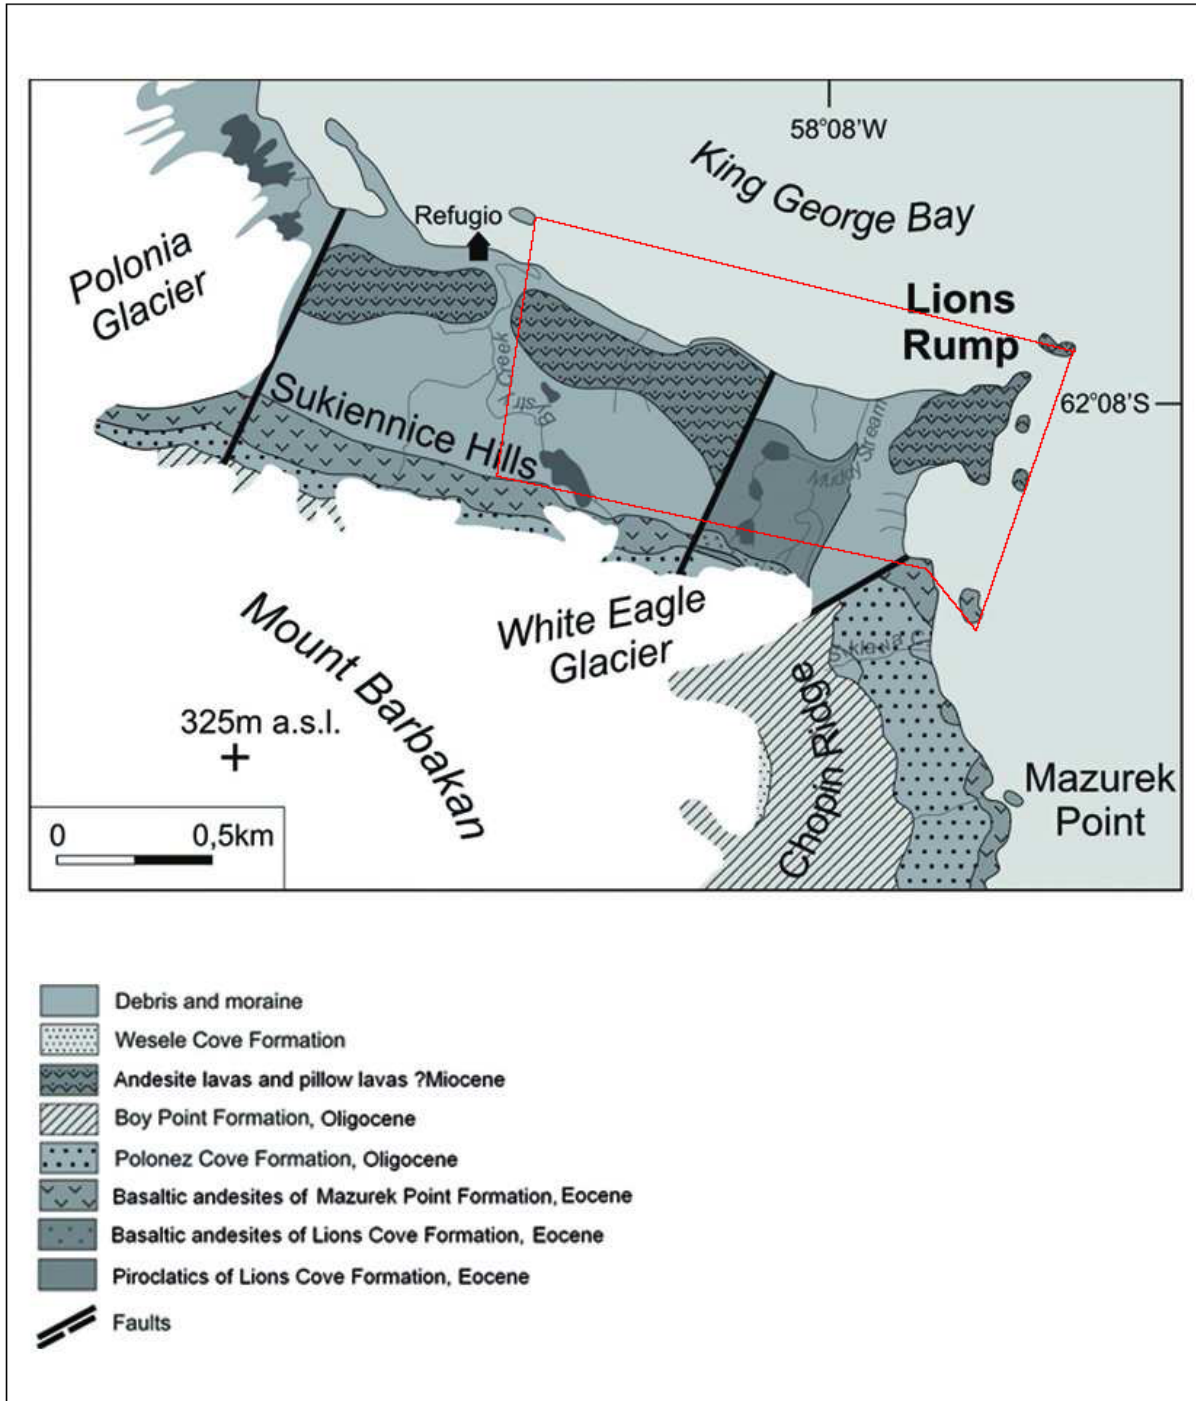 58°08'W
King George Bay
Refugio
Polonia
Glacier
Lions
Rump
62°08'S
Creek
Bystry
Sukiennice Hills
Muddy Stream
White Eagle
Glacier
Mount Barbakan
325m a.s.l.
Chopin Ridge
Mazurek
Point
0 0,5km
Debris and moraine
Wesele Cove Formation
Andesite lavas and pillow lavas ?Miocene
Boy Point Formation, Oligocene
Polonez Cove Formation, Oligocene
Basaltic andesites of Mazurek Point Formation, Eocene
Basaltic andesites of Lions Cove Formation, Eocene
Piroclatics of Lions Cove Formation, Eocene
Faults